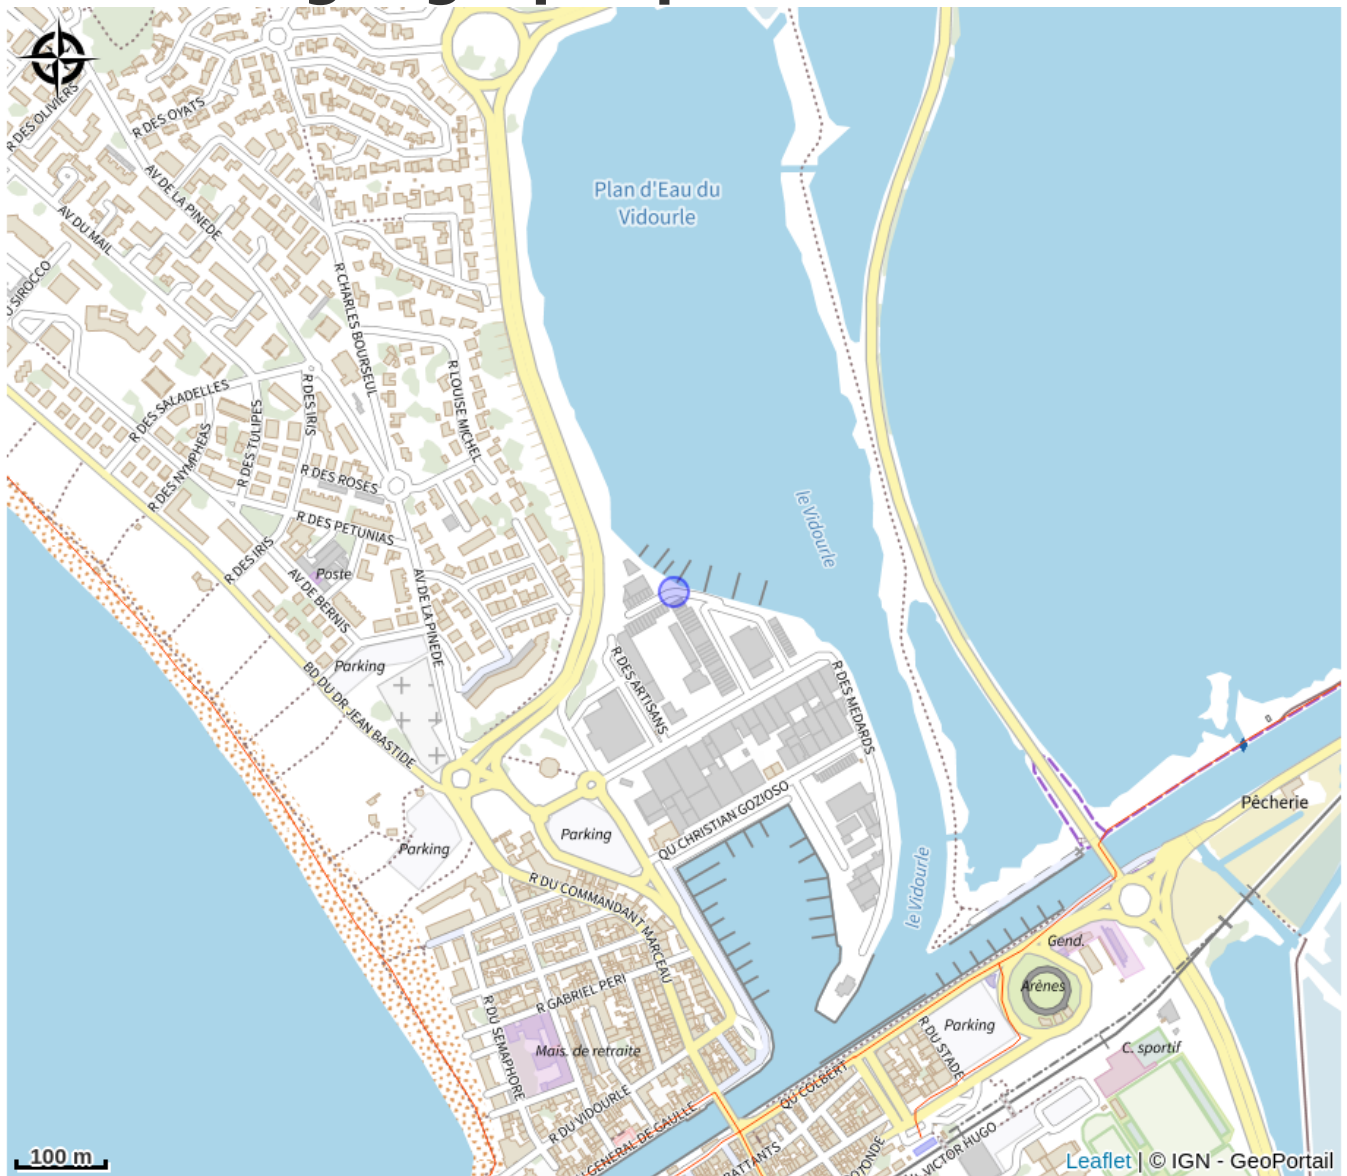 R DES OLIVIERS
R DES OYATS
AV DE LA PINEDE
AV DU MAIL
U SIROCCO
Plan d'Eau du
Vidourle
R CHARLES BOURSEUL
R LOUISE MICHEL
R DES SALADELLES
R DES IRIS
R DES TULIPES
R DES NYMPHEAS
R DES ROSES
R DES PETUNIAS
R DES IRIS
Poste
AV DE BERNIS
AV DE LA PINEDE
le Vidourle
Parking
BD DU DR JEAN BASTIDE
R DES ARTISANS
R DES MEDARDS
QU CHRISTIAN GOZIOSO
Pêcherie
Parking
Parking
R DU COMMANDANT MARCEAU
le Vidourle
Gend.
Arènes
R GABRIEL PERI
R DU SEMAPHORE
Mais. de retraite
Parking
R DU STADE
C. sportif
QU COLBERT
R DU VIDOURLE
GENERAL DE GAULLE
VICTOR HUGO
100 m
Leaflet | © IGN - GeoPortail